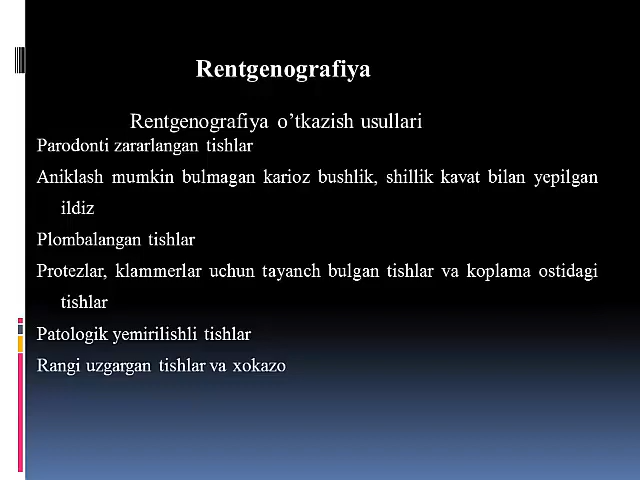 Rentgenografiya
Rentgenografiya o’tkazish usullari
Parodonti zararlangan tishlar
Aniklash mumkin bulmagan karioz bushlik, shillik kavat bilan yepilgan
ildiz
Plombalangan tishlar
Protezlar, klammerlar uchun tayanch bulgan tishlar va koplama ostidagi
tishlar
Patologik yemirilishli tishlar
Rangi uzgargan tishlar va xokazo